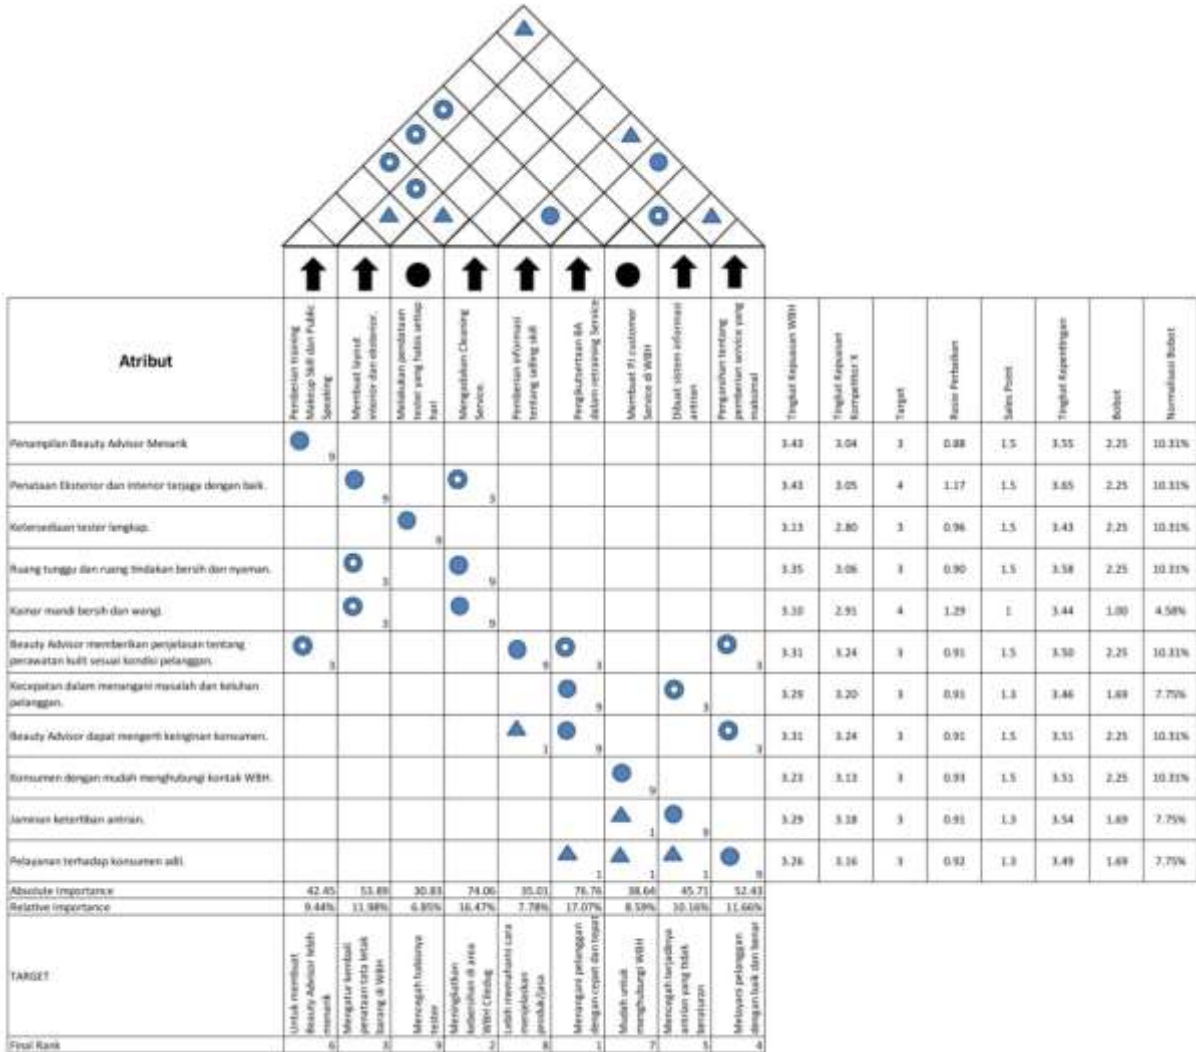 Atribut
Pemberian training
Makeup Skill dan Public
Speaking
Membuat layout
interior dan eksterior.
Melakukan pendataan
tester yang habis setiap
hari
Mengadakan Cleaning
Service.
Pemberian informasi
tentang selling skill
Pengikutsertaan BA
dalam retraining Service
Membuat PJ customer
Service di WBH
Dibuat sistem informasi
antrian
Pengarahan tentang
pemberian service yang
maksimal
Tingkat Kepuasan WBH
Tingkat Kepuasan
Kompetitor X
Target
Rasio Perbaikan
Sales Point
Tingkat Kepentingan
Bobot
Normalisasi Bobot
Penampilan Beauty Advisor Menarik 9 3.43 3.04 3 0.88 1.5 3.55 2.25 10.31%
Penataan Eksterior dan Interior terjaga dengan baik. 9 3 3.43 3.05 4 1.17 1.5 3.65 2.25 10.31%
Ketersediaan tester lengkap. 9 3.13 2.80 3 0.96 1.5 3.43 2.25 10.31%
Ruang tunggu dan ruang tindakan bersih dan nyaman. 3 9 3.35 3.06 3 0.90 1.5 3.58 2.25 10.31%
Kamar mandi bersih dan wangi. 3 9 3.10 2.91 4 1.29 1 3.44 1.00 4.58%
Beauty Advisor memberikan penjelasan tentang
perawatan kulit sesuai kondisi pelanggan. 3 9 3 3 3.31 3.24 3 0.91 1.5 3.50 2.25 10.31%
Kecepatan dalam menangani masalah dan keluhan
pelanggan. 9 3 3.29 3.20 3 0.91 1.3 3.46 1.69 7.75%
Beauty Advisor dapat mengerti keinginan konsumen. 1 9 3 3.31 3.24 3 0.91 1.5 3.51 2.25 10.31%
Konsumen dengan mudah menghubungi kontak WBH. 9 3.23 3.13 3 0.93 1.5 3.51 2.25 10.31%
Jaminan ketertiban antrian. 1 9 3.29 3.18 3 0.91 1.3 3.54 1.69 7.75%
Pelayanan terhadap konsumen adil. 1 1 1 9 3.26 3.16 3 0.92 1.3 3.49 1.69 7.75%
Absolute Importance 42.45 53.89 30.83 74.06 35.01 76.76 38.64 45.71 52.43
Relative Importance 9.44% 11.98% 6.85% 16.47% 7.78% 17.07% 8.59% 10.16% 11.66%
TARGET
Untuk membuat
Beauty Advisor lebih
menarik
Mengatur kembali
penataan tata letak
barang di WBH
Mencegah habisnya
tester
Meningkatkan
kebersihan di area
WBH Ciledug
Lebih memahami cara
menjelaskan
produk/jasa
Menangani pelanggan
dengan cepat dan tepat
Mudah untuk
menghubungi WBH
Mencegah terjadinya
antrian yang tidak
beraturan
Melayani pelanggan
dengan baik dan benar
Final Rank 6 3 9 2 8 1 7 5 4